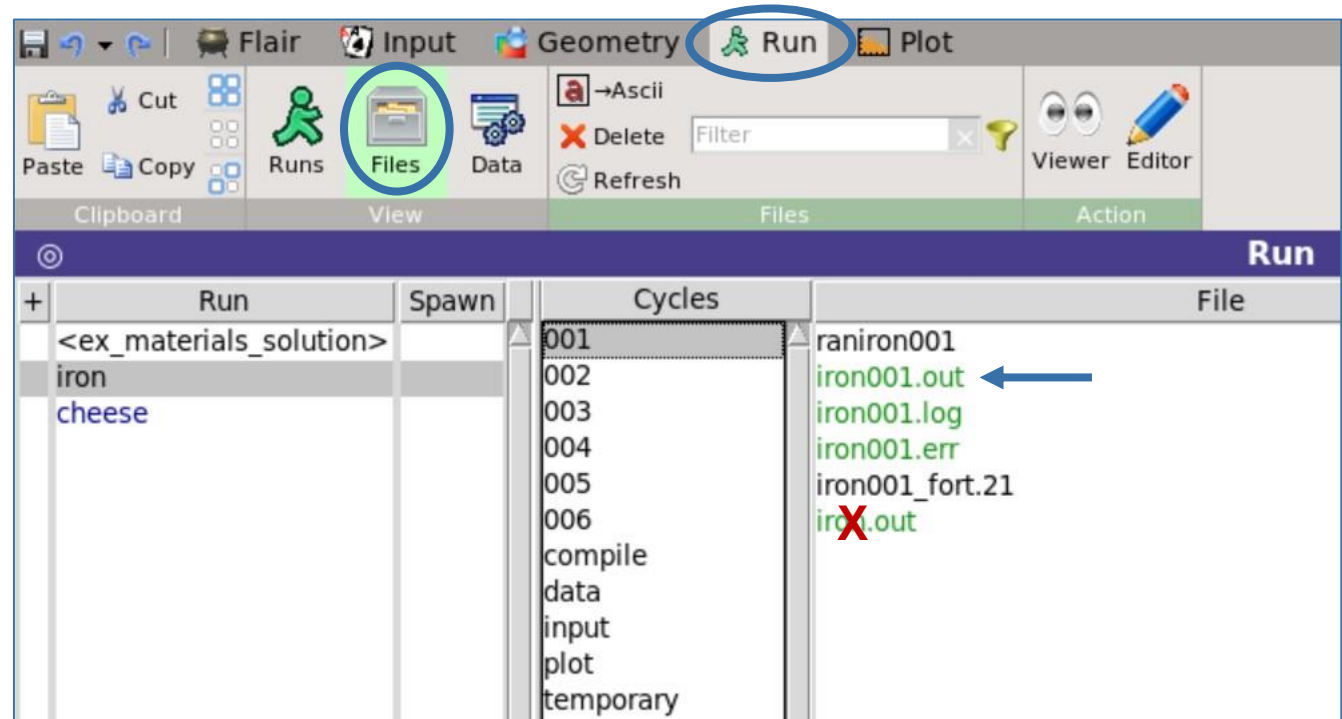 Flair Input Geometry Run Plot
Paste Cut Copy Runs Files Data a →Ascii Delete Refresh Filter Viewer Editor
Clipboard View Files Action
Run
+ Run Spawn Cycles File
<ex_materials_solution> 001 raniron001
iron 002 iron001.out
cheese 003 iron001.log
004 iron001.err
005 iron001_fort.21
006 iron.out
X
compile
data
input
plot
temporary